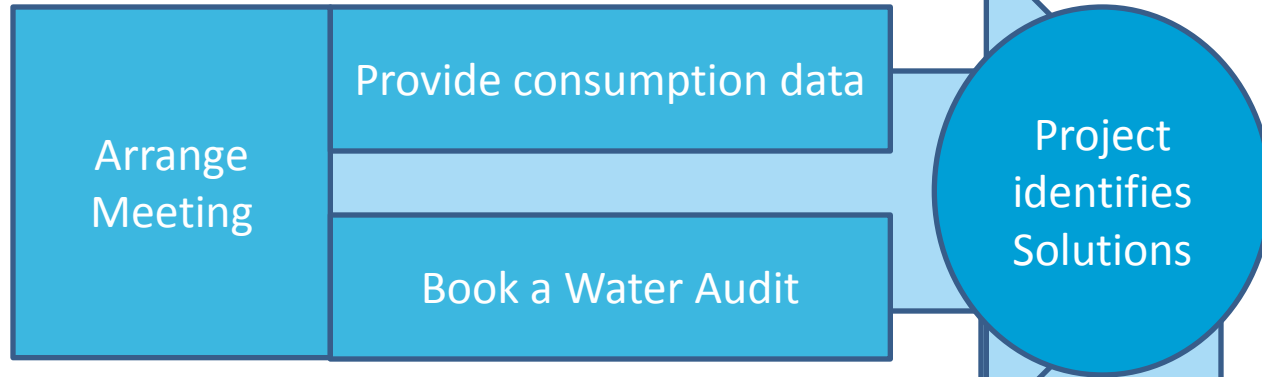 Arrange
Meeting
Provide consumption data
Book a Water Audit
Project
identifies
Solutions